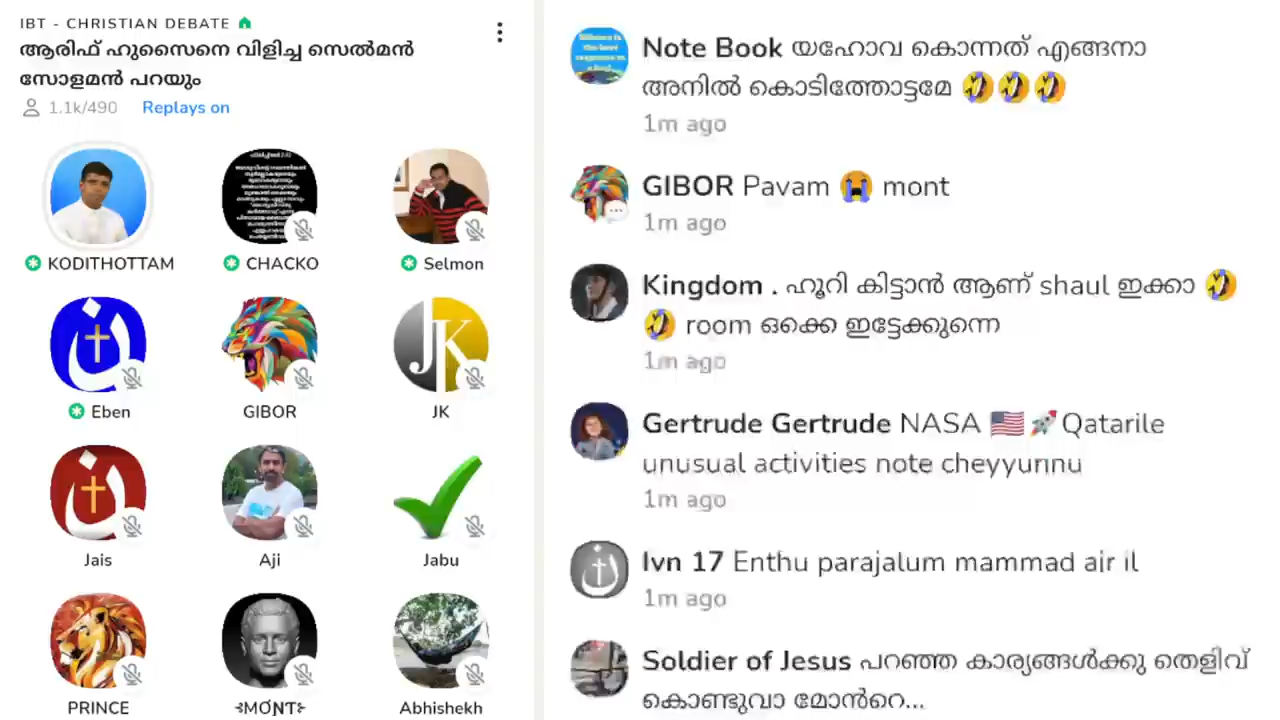 IBT - CHRISTIAN DEBATE
ആരിഫ് ഹുസൈനെ വിളിച്ച സെൽമൻ
സോളമൻ പറയും
1.1k/490 Replays on
KODITHOTTAM
CHACKO
Selmon
Eben
GIBOR
JK
JK
Jais
Aji
Jabu
PRINCE
MONT
Abhishekh
Note Book യഹോവ കൊന്നത് എങ്ങനാ
അനിൽ കൊടിത്തോട്ടമേ 🤣🤣🤣
1m ago
GIBOR Pavam 😭 mont
1m ago
Kingdom . ഹൂറി കിട്ടാൻ ആണ് shaul ഇക്കാ 🤣
🤣 room ഒക്കെ ഇട്ടേക്കുന്നെ
1m ago
Gertrude Gertrude NASA 🇺🇸🚀Qatarile
unusual activities note cheyyunnu
1m ago
Ivn 17 Enthu parajalum mammad air il
1m ago
Soldier of Jesus പറഞ്ഞ കാര്യങ്ങൾക്കു തെളിവ്
കൊണ്ടുവാ മോൻറെ...